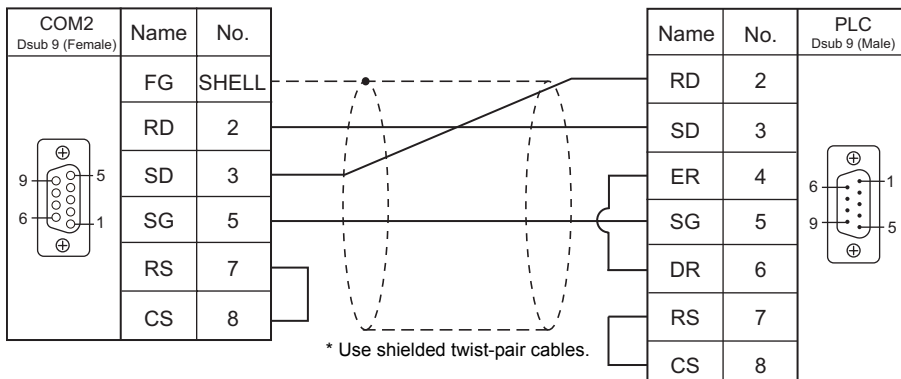 COM2
Dsub 9 (Female)
Name No.
FG SHELL
RD 2
SD 3
SG 5
RS 7
CS 8
9 5
6 1
Name No.
PLC
Dsub 9 (Male)
RD 2
SD 3
ER 4
SG 5
DR 6
RS 7
CS 8
6 1
9 5
* Use shielded twist-pair cables.